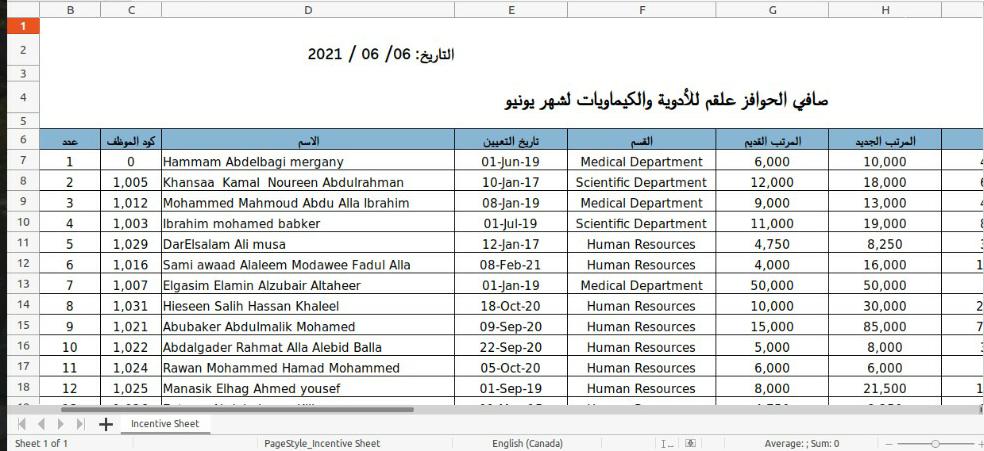 B C D E F G H
1
2 التاريخ: 06/ 06 / 2021
3
4 صافي الحوافز علقم للأدوية والكيماويات لشهر يونيو
5
6 عدد كود الموظف الاسم تاريخ التعيين القسم المرتب القديم المرتب الجديد
7 1 0 Hammam Abdelbagi mergany 01-Jun-19 Medical Department 6,000 10,000
8 2 1,005 Khansaa Kamal Noureen Abdulrahman 10-Jan-17 Scientific Department 12,000 18,000
9 3 1,012 Mohammed Mahmoud Abdu Alla Ibrahim 08-Jan-19 Medical Department 9,000 13,000
10 4 1,003 Ibrahim mohamed babker 01-Jul-19 Scientific Department 11,000 19,000
11 5 1,029 DarElsalam Ali musa 12-Jan-17 Human Resources 4,750 8,250
12 6 1,016 Sami awaad Alaleem Modawee Fadul Alla 08-Feb-21 Human Resources 4,000 16,000
13 7 1,007 Elgasim Elamin Alzubair Altaheer 01-Jan-19 Medical Department 50,000 50,000
14 8 1,031 Hieseen Salih Hassan Khaleel 18-Oct-20 Human Resources 10,000 30,000
15 9 1,021 Abubaker Abdulmalik Mohamed 09-Sep-20 Human Resources 15,000 85,000
16 10 1,022 Abdalgader Rahmat Alla Alebid Balla 22-Sep-20 Human Resources 5,000 8,000
17 11 1,024 Rawan Mohammed Hamad Mohammed 05-Oct-20 Human Resources 6,000 6,000
18 12 1,025 Manasik Elhag Ahmed yousef 01-Sep-19 Human Resources 8,000 21,500
Incentive Sheet
Sheet 1 of 1 PageStyle_Incentive Sheet English (Canada) Average: ; Sum: 0